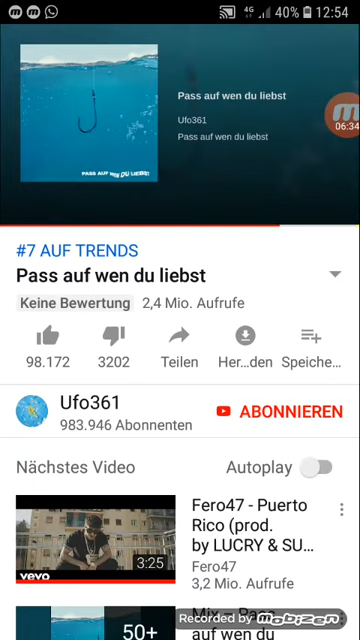 4G 40% 12:54
Pass auf wen du liebst
Ufo361
Pass auf wen du liebst
PASS AUF WEN DU LIEBST
06:34
#7 AUF TRENDS
Pass auf wen du liebst
Keine Bewertung 2,4 Mio. Aufrufe
98.172 3202 Teilen Her...den Speiche...
Ufo361
983.946 Abonnenten
ABONNIEREN
Nächstes Video Autoplay
Fero47 - Puerto
Rico (prod.
by LUCRY & SU...
Fero47
3,2 Mio. Aufrufe
vevo
3:25
Mix – Pass
auf wen du
50+
Recorded by mobizen